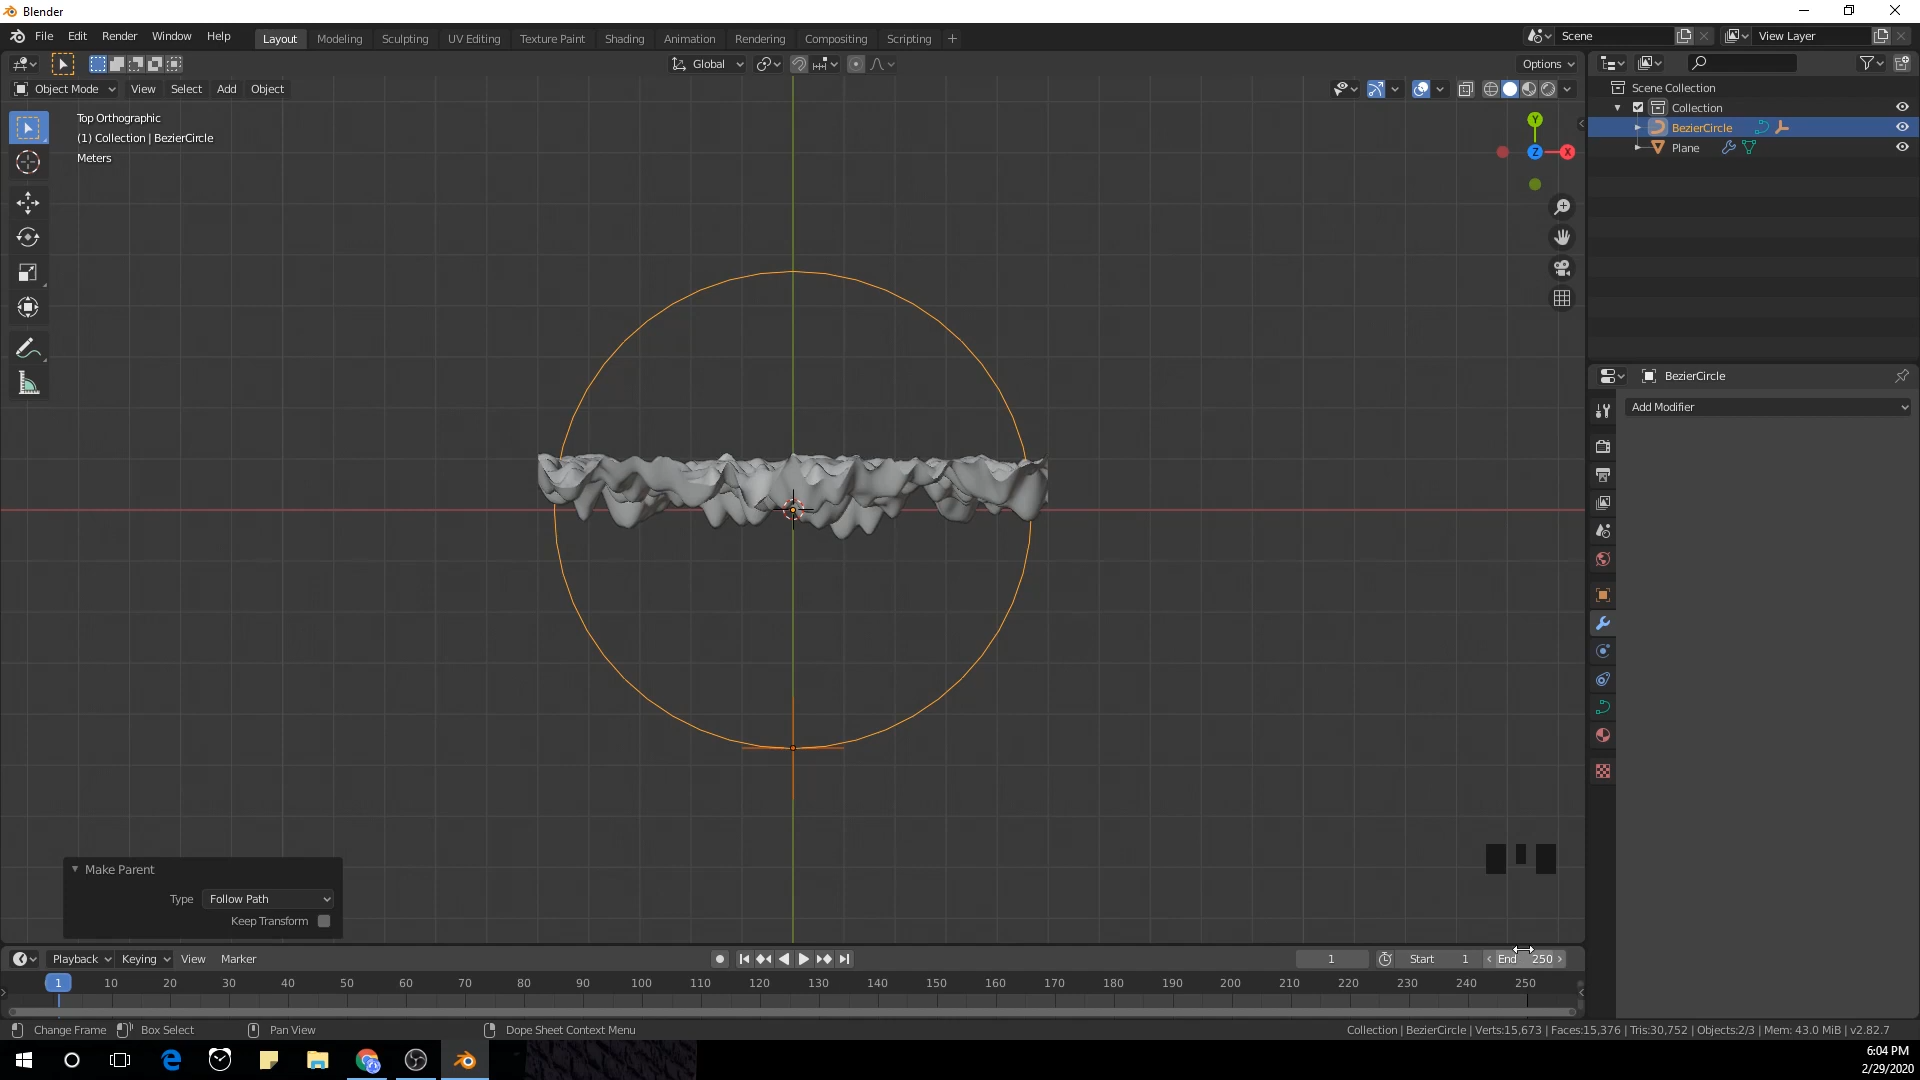 Blender
File Edit Render Window Help
Layout Modeling Sculpting UV Editing Texture Paint Shading Animation Rendering Compositing Scripting +
Scene View Layer
Global Options
Object Mode View Select Add Object
Top Orthographic
(1) Collection | BezierCircle
Meters
Y
Z X
Scene Collection
Collection
BezierCircle
Plane
BezierCircle
Add Modifier
Make Parent
Type Follow Path
Keep Transform
Playback Keying View Marker
1 Start 1 End 250
1 10 20 30 40 50 60 70 80 90 100 110 120 130 140 150 160 170 180 190 200 210 220 230 240 250
Change Frame Box Select Pan View Dope Sheet Context Menu
Collection | BezierCircle | Verts:15,673 | Faces:15,376 | Tris:30,752 | Objects:2/3 | Mem: 43.0 MiB | v2.82.7
6:04 PM
2/29/2020